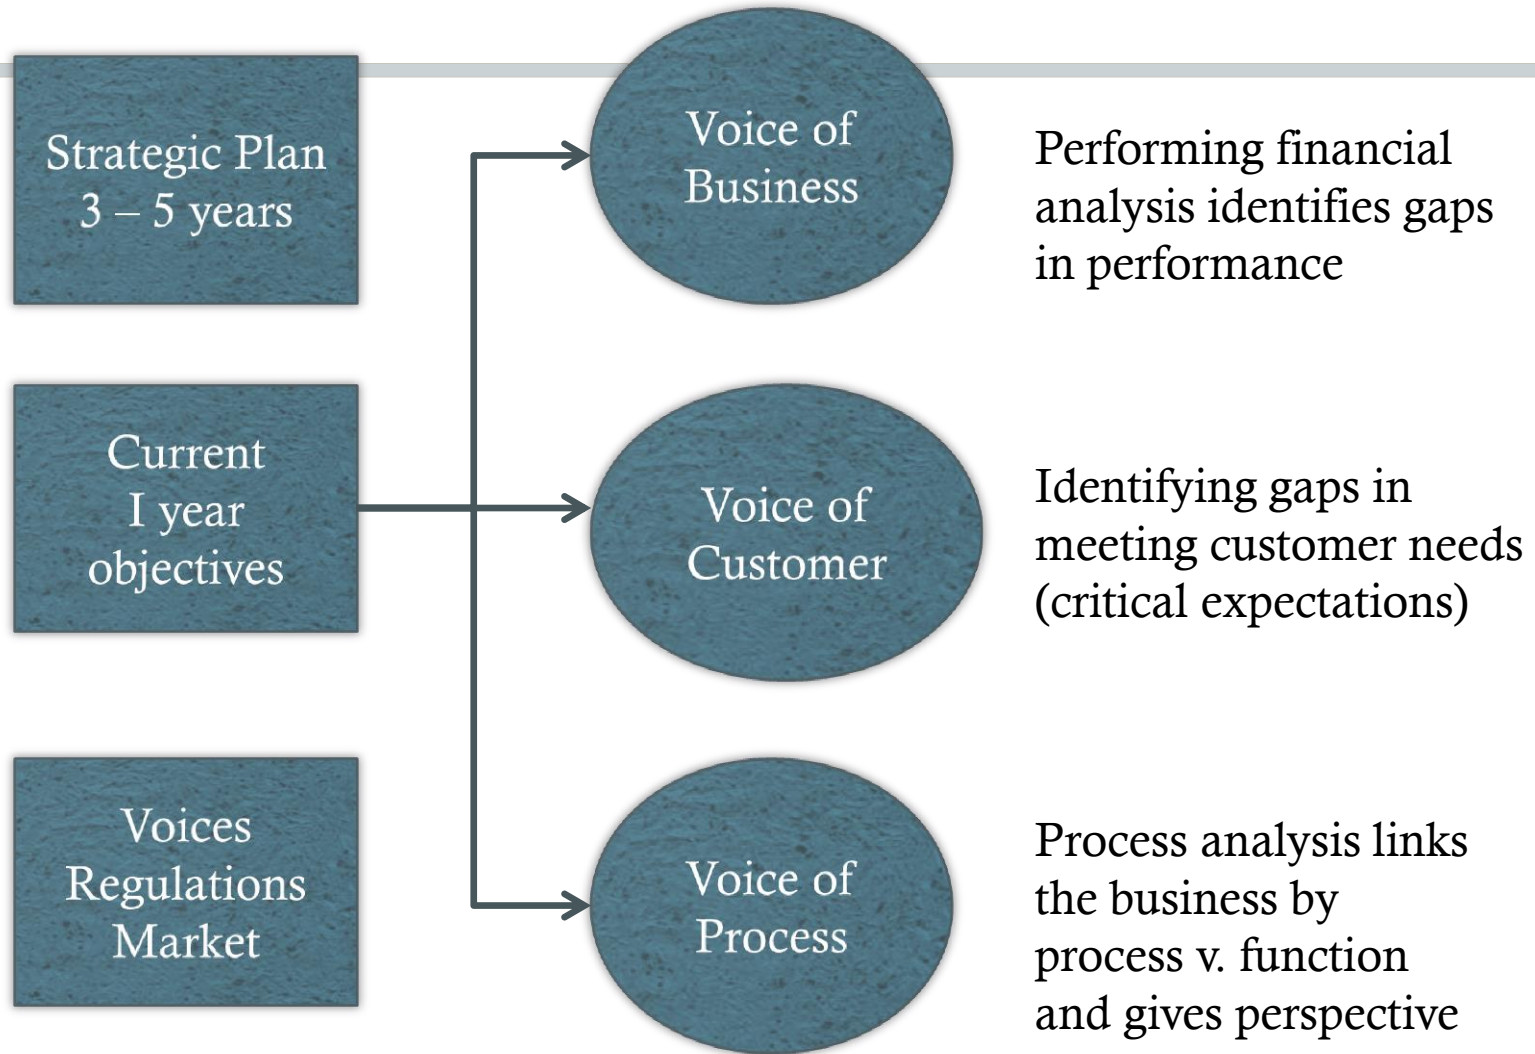 Strategic Plan
3 – 5 years
Voice of
Business
Performing financial
analysis identifies gaps
in performance
Current
I year
objectives
Voice of
Customer
Identifying gaps in
meeting customer needs
(critical expectations)
Voices
Regulations
Market
Voice of
Process
Process analysis links
the business by
process v. function
and gives perspective